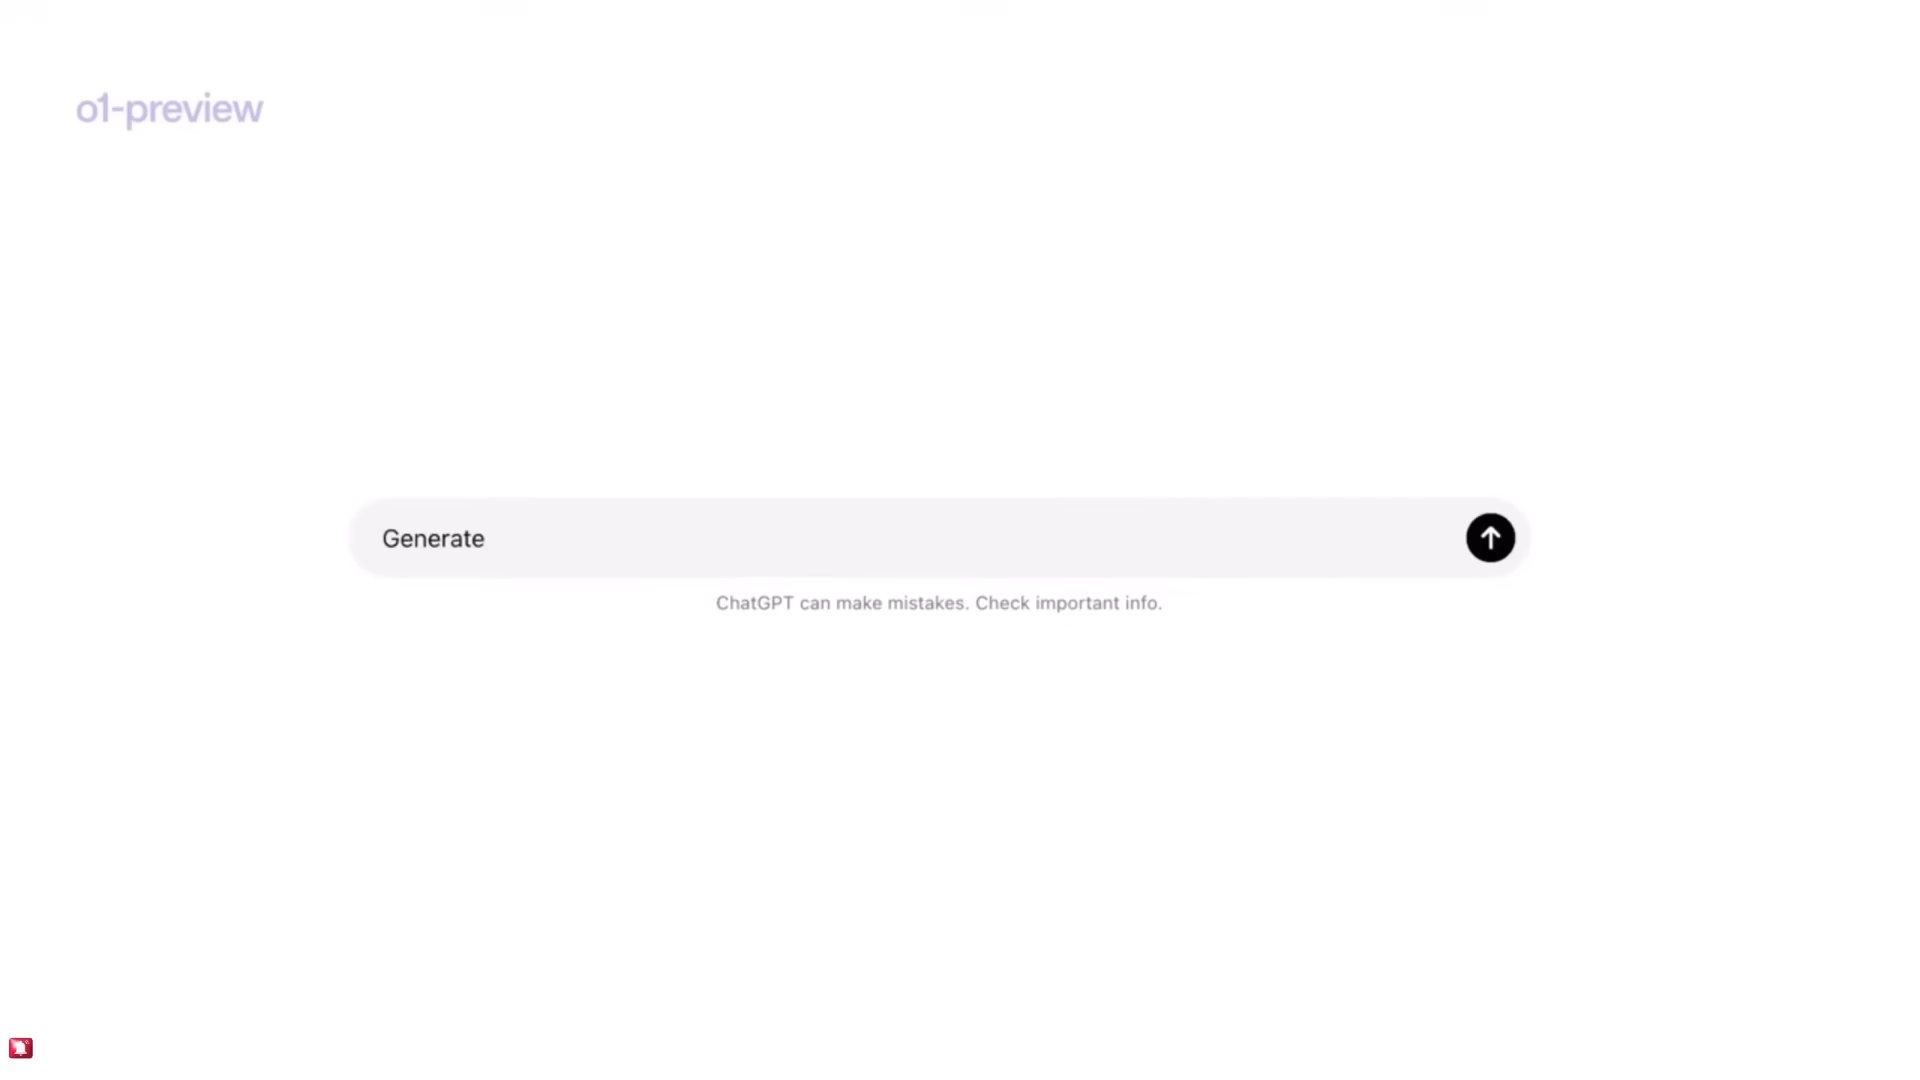 o1-preview
Generate
ChatGPT can make mistakes. Check important info.